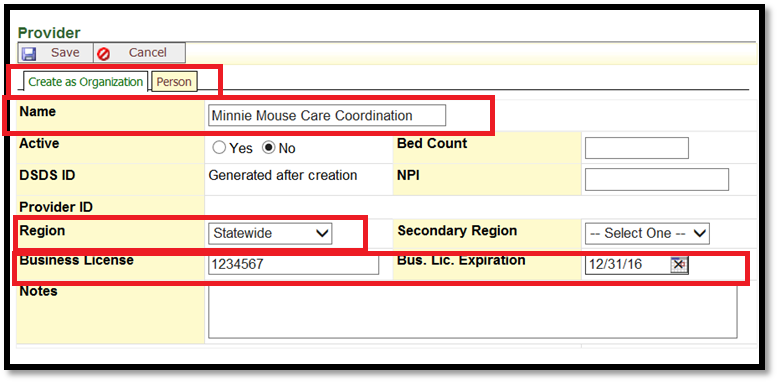 Provider
Save Cancel
Create as Organization Person
Name Minnie Mouse Care Coordination
Active Yes No Bed Count
DSDS ID Generated after creation NPI
Provider ID
Region Statewide Secondary Region -- Select One --
Business License 1234567 Bus. Lic. Expiration 12/31/16
Notes